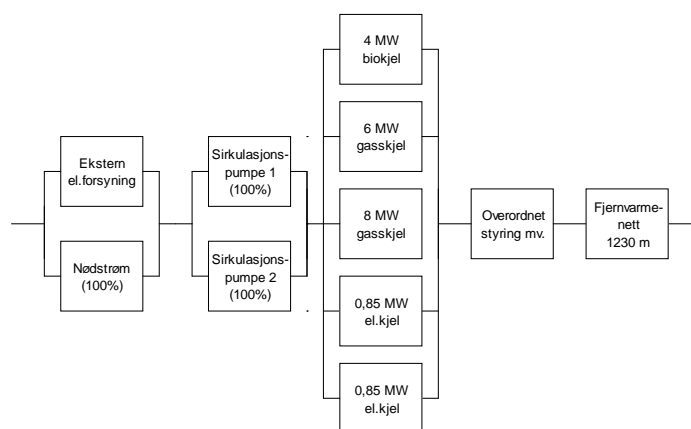 4 MW
biokjel
6 MW
gasskjel
Ekstern
el.forsyning
Sirkulasjons-
pumpe 1
(100%)
8 MW
gasskjel
Overordnet
styring mv.
Fjernvarme-
nett
1230 m
Nødstrøm
(100%)
Sirkulasjons-
pumpe 2
(100%)
0,85 MW
el.kjel
0,85 MW
el.kjel